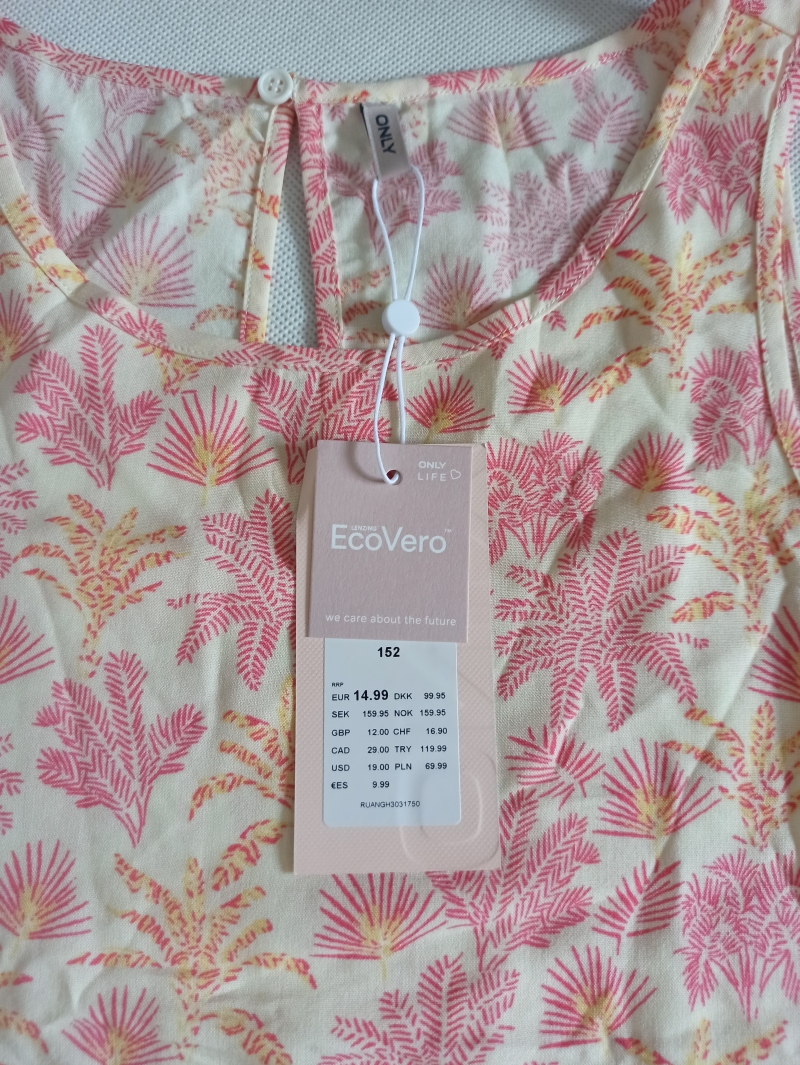 ONLY
ONLY
LIFE
LENZING™
EcoVero™
we care about the future
152
RRP
EUR 14.99 DKK 99.95
SEK 159.95 NOK 159.95
GBP 12.00 CHF 16.90
CAD 29.00 TRY 119.99
USD 19.00 PLN 69.99
€ES 9.99
RUANGH3031750